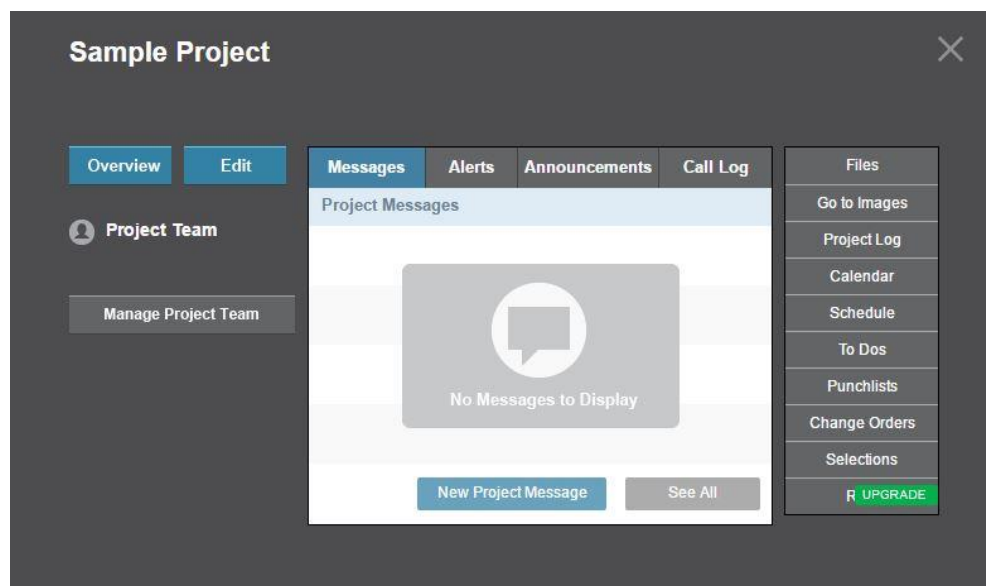 Sample Project
Overview Edit
Project Team
Manage Project Team
Messages Alerts Announcements Call Log
Project Messages
No Messages to Display
New Project Message See All
Files
Go to Images
Project Log
Calendar
Schedule
To Dos
Punchlists
Change Orders
Selections
UPGRADE